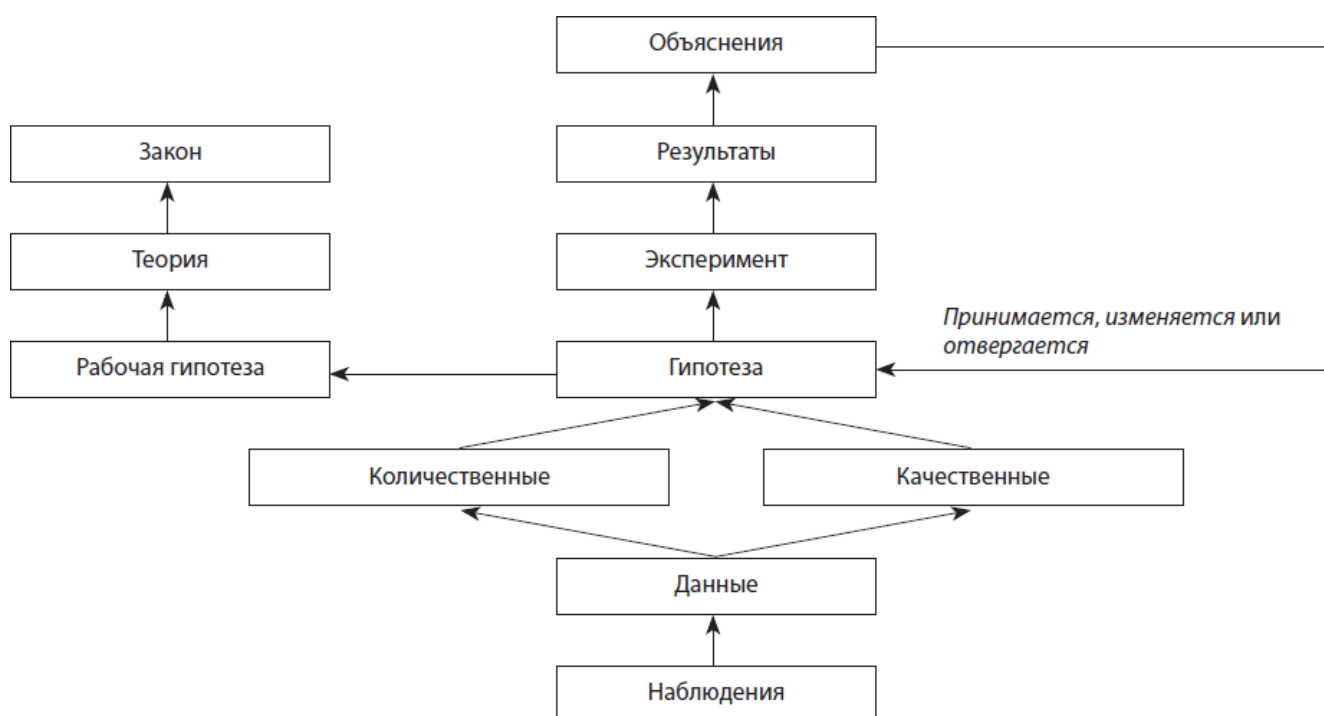 Объяснения
Закон
Результаты
Теория
Эксперимент
Принимается, изменяется или
отвергается
Рабочая гипотеза
Гипотеза
Количественные
Качественные
Данные
Наблюдения